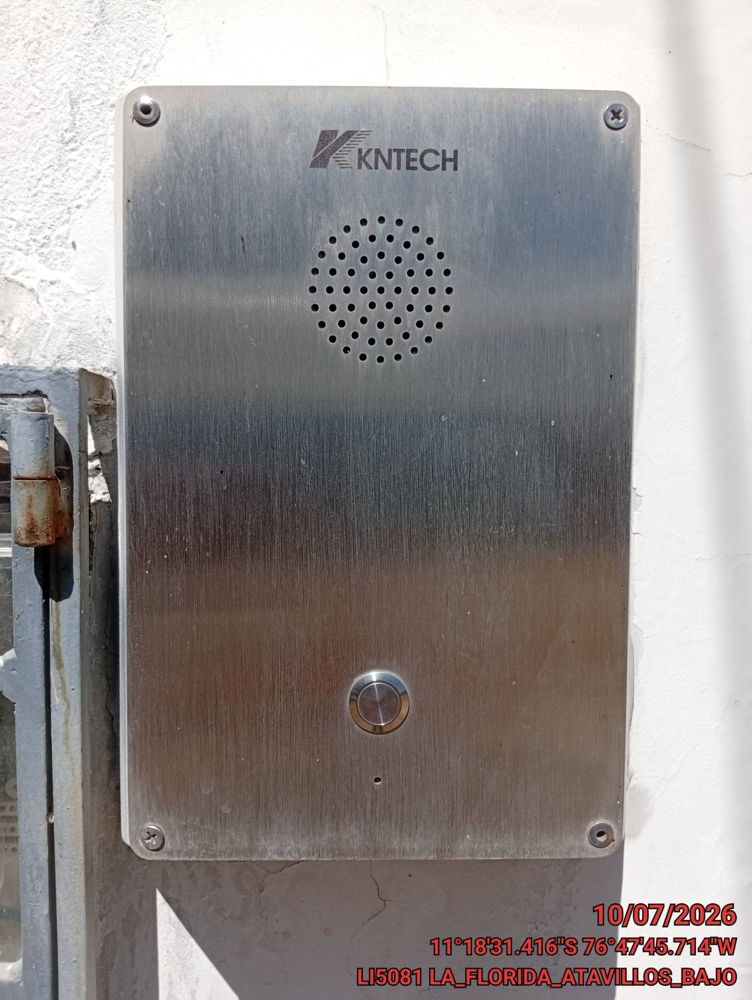 KNTECH
10/07/2026
11°18'31.416"S 76°47'45.714"W
LI5081 LA_FLORIDA_ATAVILLOS_BAJO